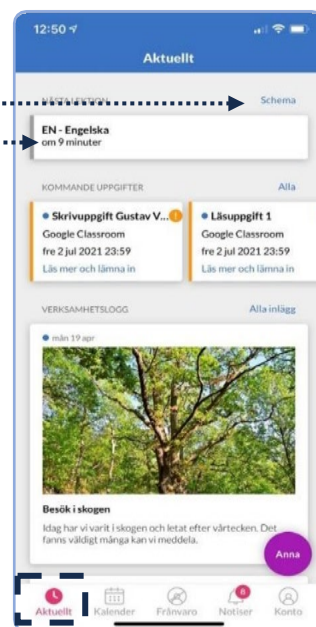 12:50
Aktuellt
NÄSTA LEKTION
Schema
EN - Engelska
om 9 minuter
KOMMANDE UPPGIFTER
Alla
Skrivuppgift Gustav V...
Google Classroom
fre 2 jul 2021 23:59
Läs mer och lämna in
Läsuppgift 1
Google Classroom
fre 2 jul 2021 23:59
Läs mer och lämna in
VERKSAMHETSLOGG
Alla inlägg
mån 19 apr
Besök i skogen
Idag har vi varit i skogen och letat efter vårtecken. Det
fanns väldigt många kan vi meddela.
Anna
8
Aktuellt Kalender Frånvaro Notiser Konto